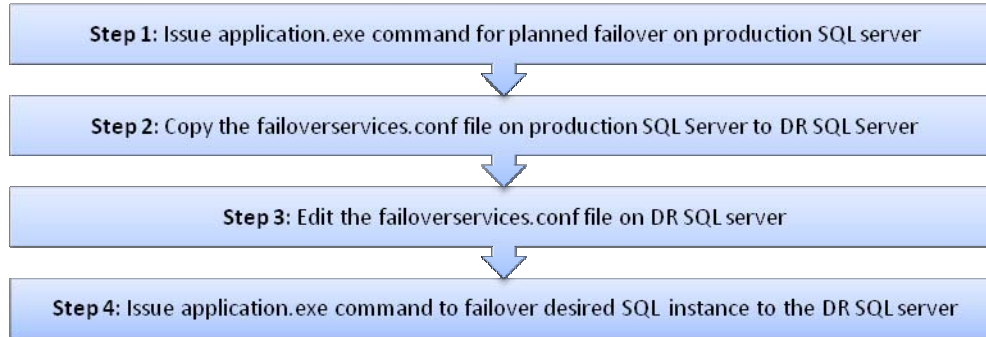 Step 1: Issue application.exe command for planned failover on production SQL server
Step 2: Copy the failoverservices.conf file on production SQL Server to DR SQL Server
Step 3: Edit the failoverservices.conf file on DR SQL server
Step 4: Issue application.exe command to failover desired SQL instance to the DR SQL server